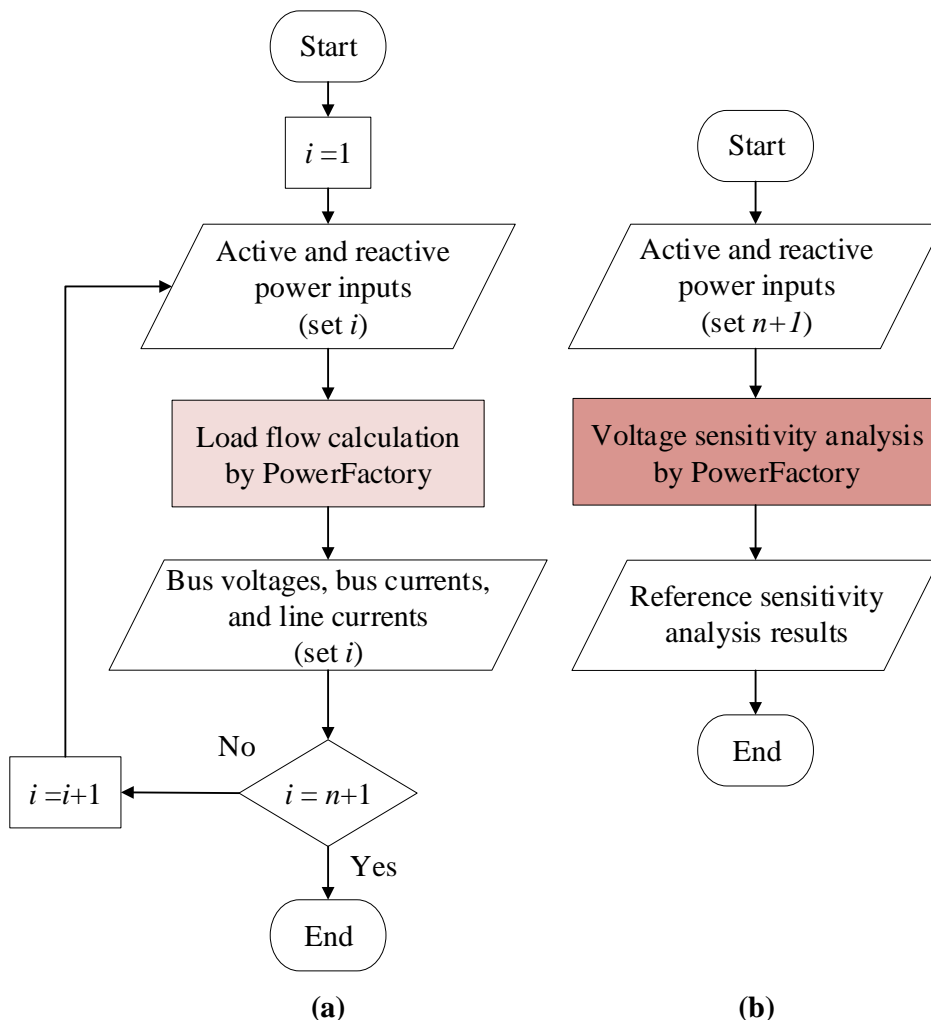 Start
i =1
Active and reactive
power inputs
(set i)
Load flow calculation
by PowerFactory
Bus voltages, bus currents,
and line currents
(set i)
No
i =i+1
i = n+1
Yes
End
(a)
Start
Active and reactive
power inputs
(set n+1)
Voltage sensitivity analysis
by PowerFactory
Reference sensitivity
analysis results
End
(b)